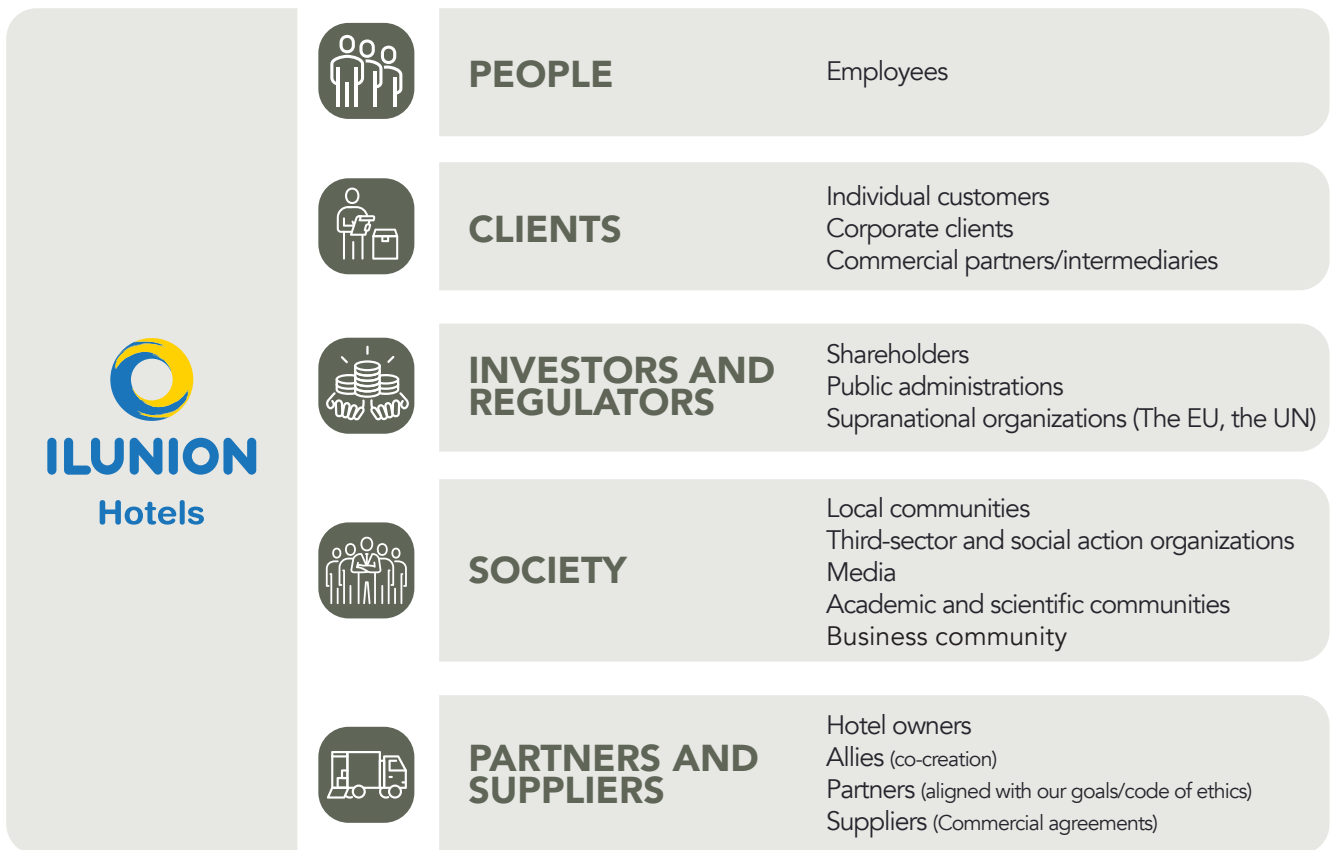 ILUNION
Hotels
PEOPLE
Employees
CLIENTS
Individual customers
Corporate clients
Commercial partners/intermediaries
INVESTORS AND
REGULATORS
Shareholders
Public administrations
Supranational organizations (The EU, the UN)
SOCIETY
Local communities
Third-sector and social action organizations
Media
Academic and scientific communities
Business community
PARTNERS AND
SUPPLIERS
Hotel owners
Allies (co-creation)
Partners (aligned with our goals/code of ethics)
Suppliers (Commercial agreements)